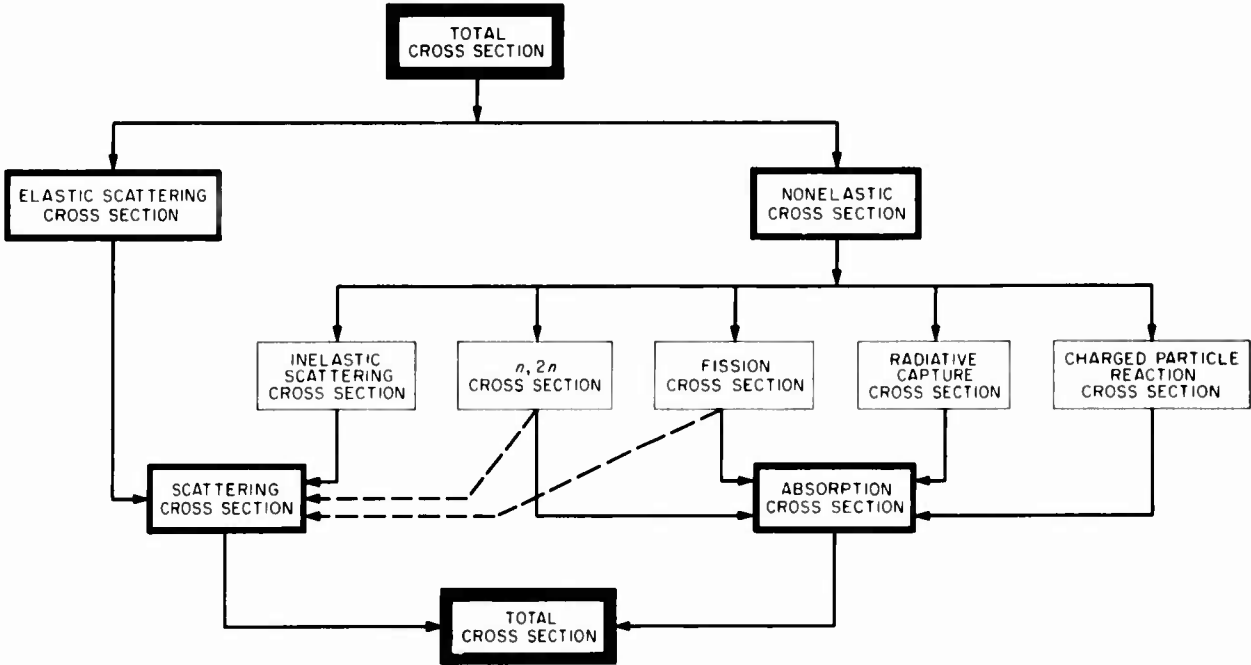 TOTAL
CROSS SECTION
ELASTIC SCATTERING
CROSS SECTION
NONELASTIC
CROSS SECTION
INELASTIC
SCATTERING
CROSS SECTION
n, 2n
CROSS SECTION
FISSION
CROSS SECTION
RADIATIVE
CAPTURE
CROSS SECTION
CHARGED PARTICLE
REACTION
CROSS SECTION
SCATTERING
CROSS SECTION
ABSORPTION
CROSS SECTION
TOTAL
CROSS SECTION